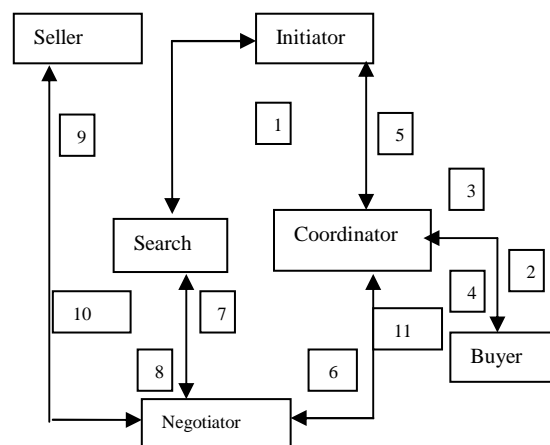 Seller
Initiator
9
1
5
3
Search
Coordinator
2
4
10
7
11
8
6
Buyer
Negotiator